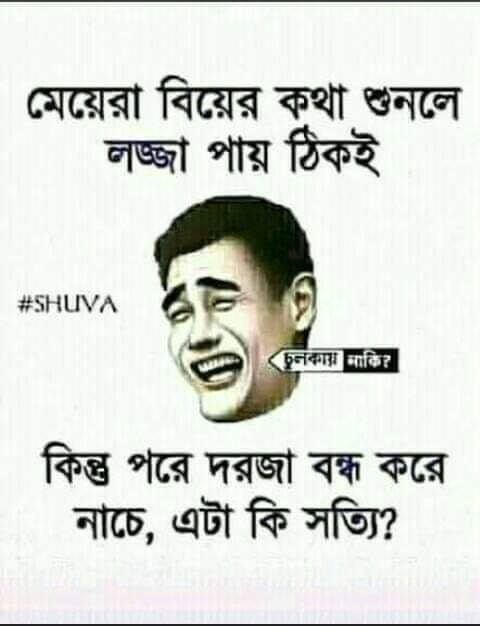 মেয়েরা বিয়ের কথা শুনলে
লজ্জা পায় ঠিকই
#SHUVA
চুলকায় নাকি?
কিন্তু পরে দরজা বন্ধ করে
নাচে, এটা কি সত্যি?